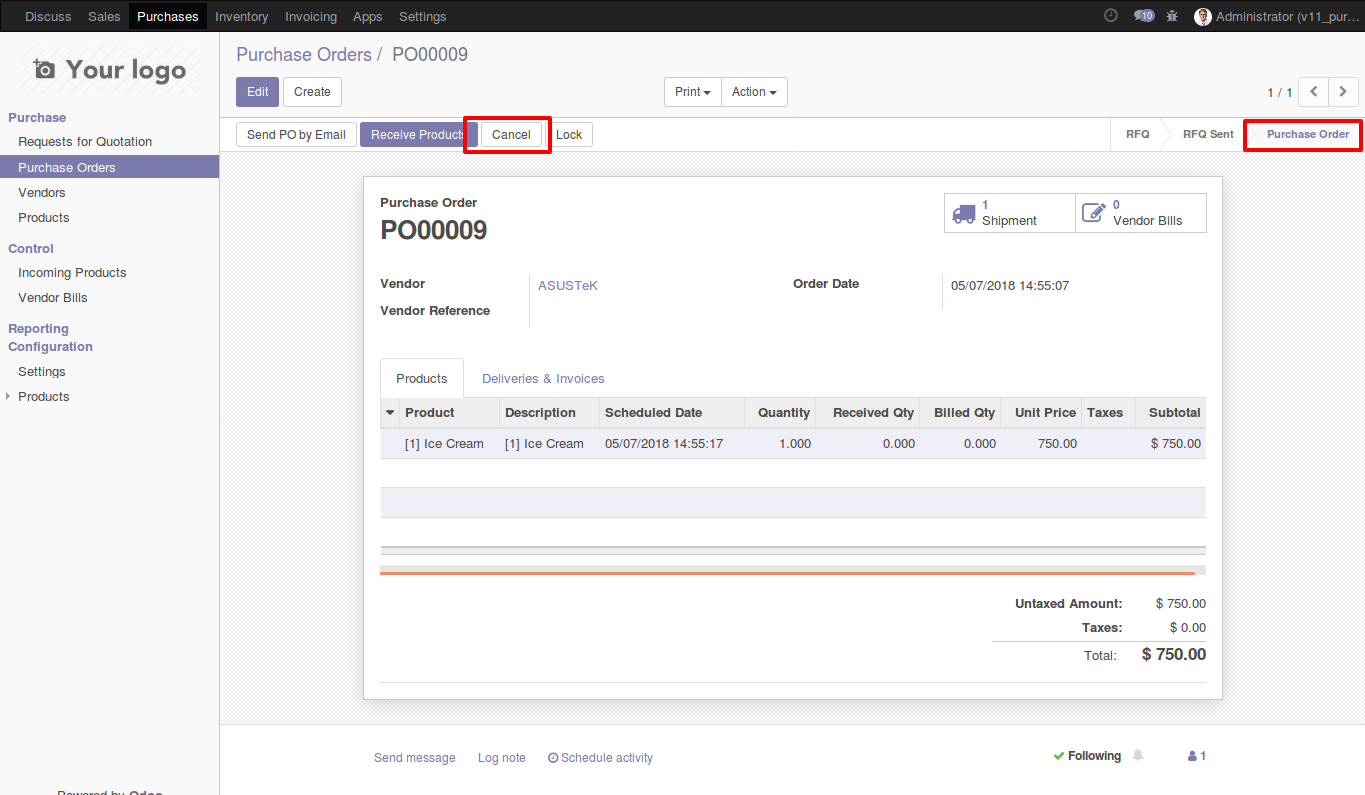 Discuss Sales Purchases Inventory Invoicing Apps Settings 10 Administrator (v11_pur...
Your logo
Purchase Orders / PO00009
Edit Create Print Action 1 / 1
Purchase
Requests for Quotation
Purchase Orders
Vendors
Products
Control
Incoming Products
Vendor Bills
Reporting
Configuration
Settings
Products
Powered by Odoo
Send PO by Email Receive Products Cancel Lock RFQ RFQ Sent Purchase Order
Purchase Order
PO00009
1
Shipment
0
Vendor Bills
Vendor ASUSTeK
Vendor Reference
Order Date 05/07/2018 14:55:07
Products Deliveries & Invoices
Product Description Scheduled Date Quantity Received Qty Billed Qty Unit Price Taxes Subtotal
[1] Ice Cream [1] Ice Cream 05/07/2018 14:55:17 1.000 0.000 0.000 750.00 $ 750.00
Untaxed Amount: $ 750.00
Taxes: $ 0.00
Total: $ 750.00
Send message Log note Schedule activity Following 1